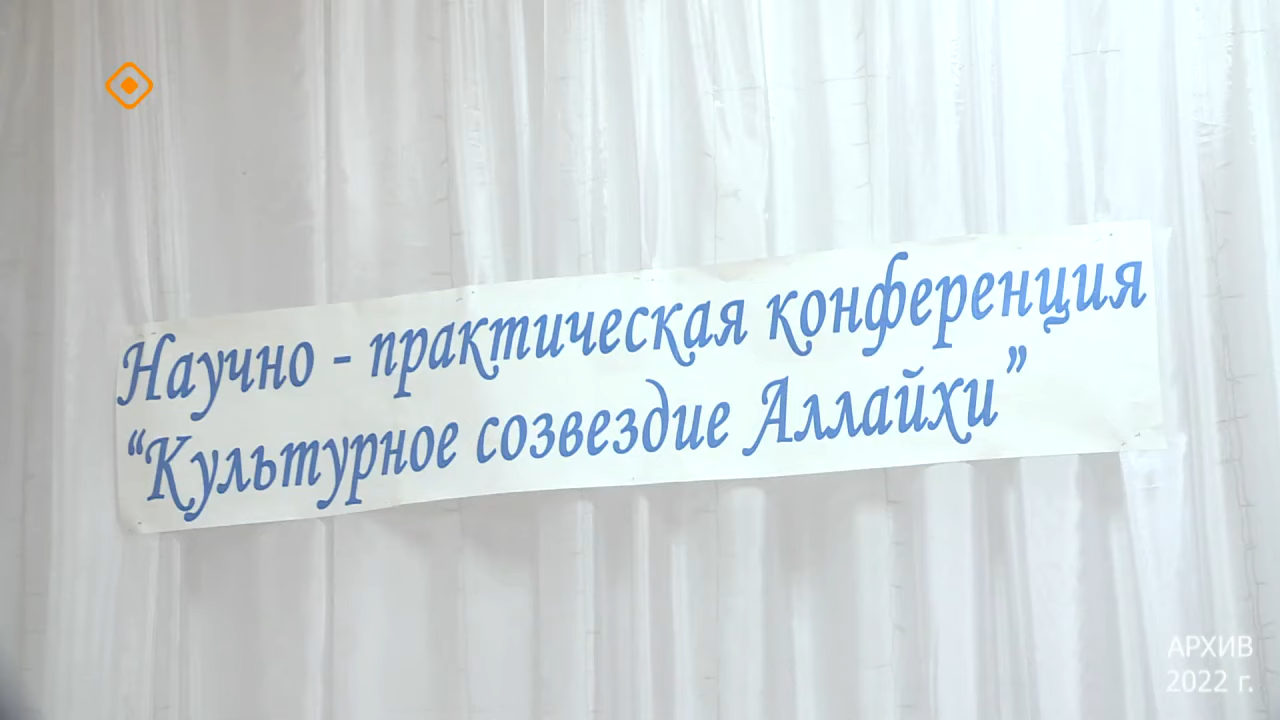 Научно - практическая конференция
“Культурное созвездие Аллайхи”
АРХИВ
2022 г.